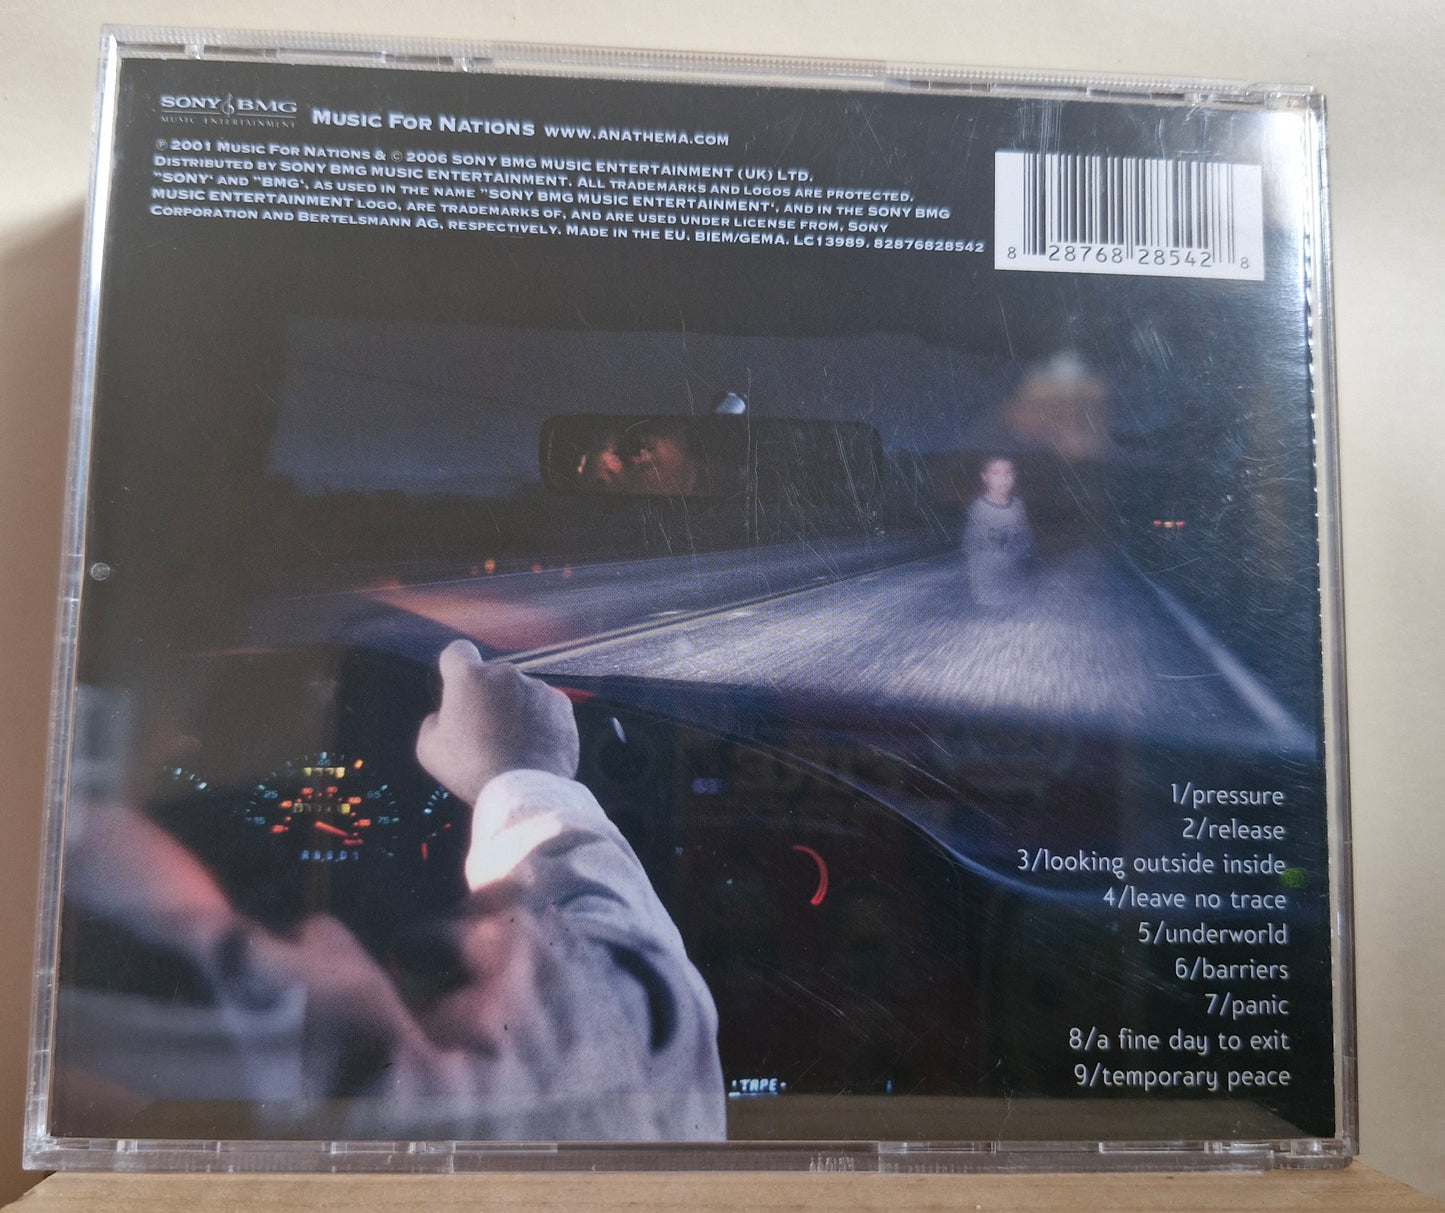 SONY BMG
MUSIC ENTERTAINMENT
MUSIC FOR NATIONS WWW.ANATHEMA.COM
℗ 2001 MUSIC FOR NATIONS & © 2006 SONY BMG MUSIC ENTERTAINMENT (UK) LTD.
DISTRIBUTED BY SONY BMG MUSIC ENTERTAINMENT. ALL TRADEMARKS AND LOGOS ARE PROTECTED.
"SONY" AND "BMG", AS USED IN THE NAME "SONY BMG MUSIC ENTERTAINMENT", AND IN THE SONY BMG
MUSIC ENTERTAINMENT LOGO, ARE TRADEMARKS OF, AND ARE USED UNDER LICENSE FROM, SONY
CORPORATION AND BERTELSMANN AG, RESPECTIVELY. MADE IN THE EU. BIEM/GEMA. LC13989. 82876828542
8 28768 28542 8
1/pressure
2/release
3/looking outside inside
4/leave no trace
5/underworld
6/barriers
7/panic
8/a fine day to exit
9/temporary peace
TAPE